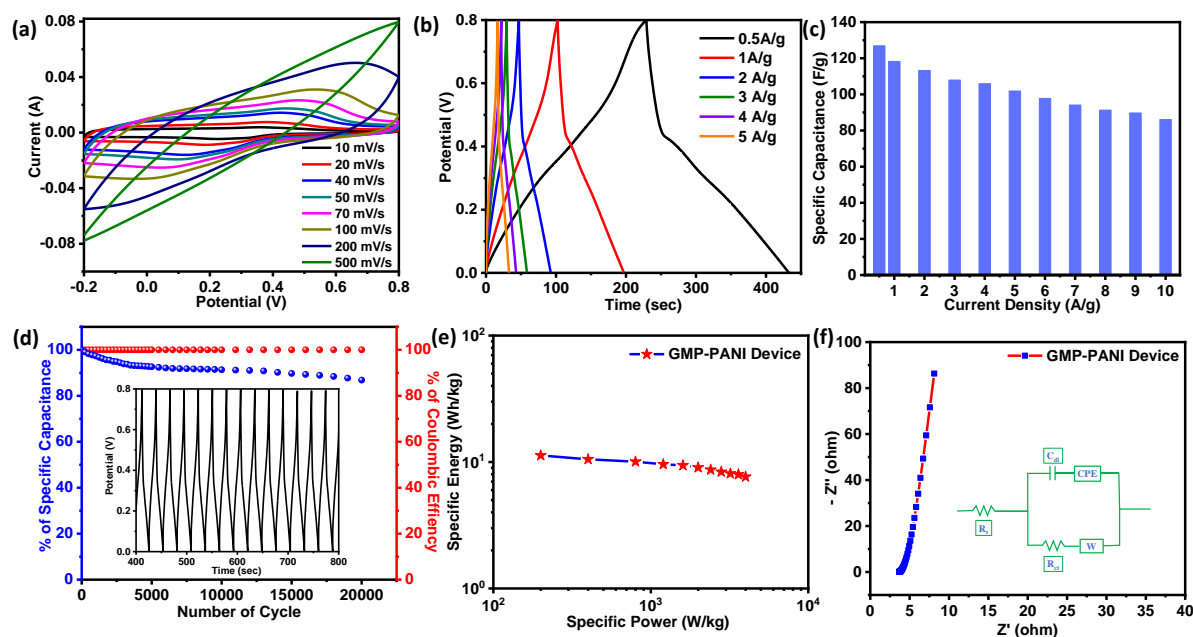 (a)
Current (A)
0.08
0.04
0.00
-0.04
-0.08
10 mV/s
20 mV/s
40 mV/s
50 mV/s
70 mV/s
100 mV/s
200 mV/s
500 mV/s
-0.2 0.0 0.2 0.4 0.6 0.8
Potential (V)
(b)
Potential (V)
0.8
0.6
0.4
0.2
0.0
0.5A/g
1A/g
2 A/g
3 A/g
4 A/g
5 A/g
0 100 200 300 400
Time (sec)
(c)
Specific Capacitance (F/g)
140
120
100
80
60
40
20
0
1 2 3 4 5 6 7 8 9 10
Current Density (A/g)
(d)
% of Specific Capacitance
100
80
60
40
20
0
Potential (V)
0.8
0.6
0.4
0.2
0.0
400 500 600 700 800
Time (sec)
100
80
60
40
20
0
% of Coulombic Effiency
0 5000 10000 15000 20000
Number of Cycle
(e)
Specific Energy (Wh/kg)
10²
10¹
10⁰
GMP-PANI Device
10² 10³ 10⁴
Specific Power (W/kg)
(f)
- Z'' (ohm)
100
80
60
40
20
0
GMP-PANI Device
Cdl
CPE
Rs
W
Rct
0 5 10 15 20 25 30 35 40
Z' (ohm)